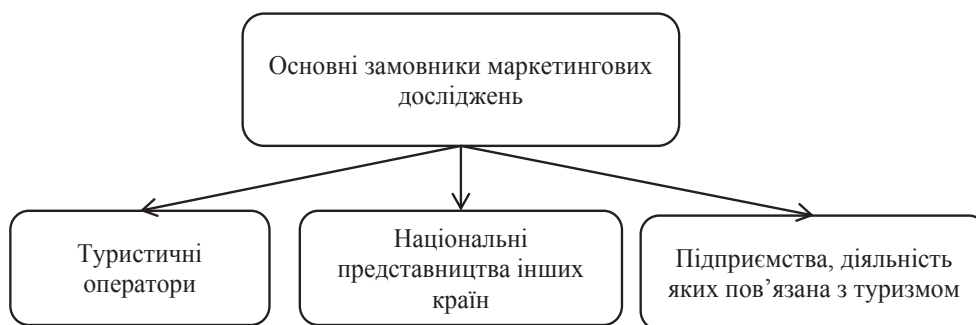 Основні замовники маркетингових
досліджень
Туристичні
оператори
Національні
представництва інших
країн
Підприємства, діяльність
яких пов’язана з туризмом